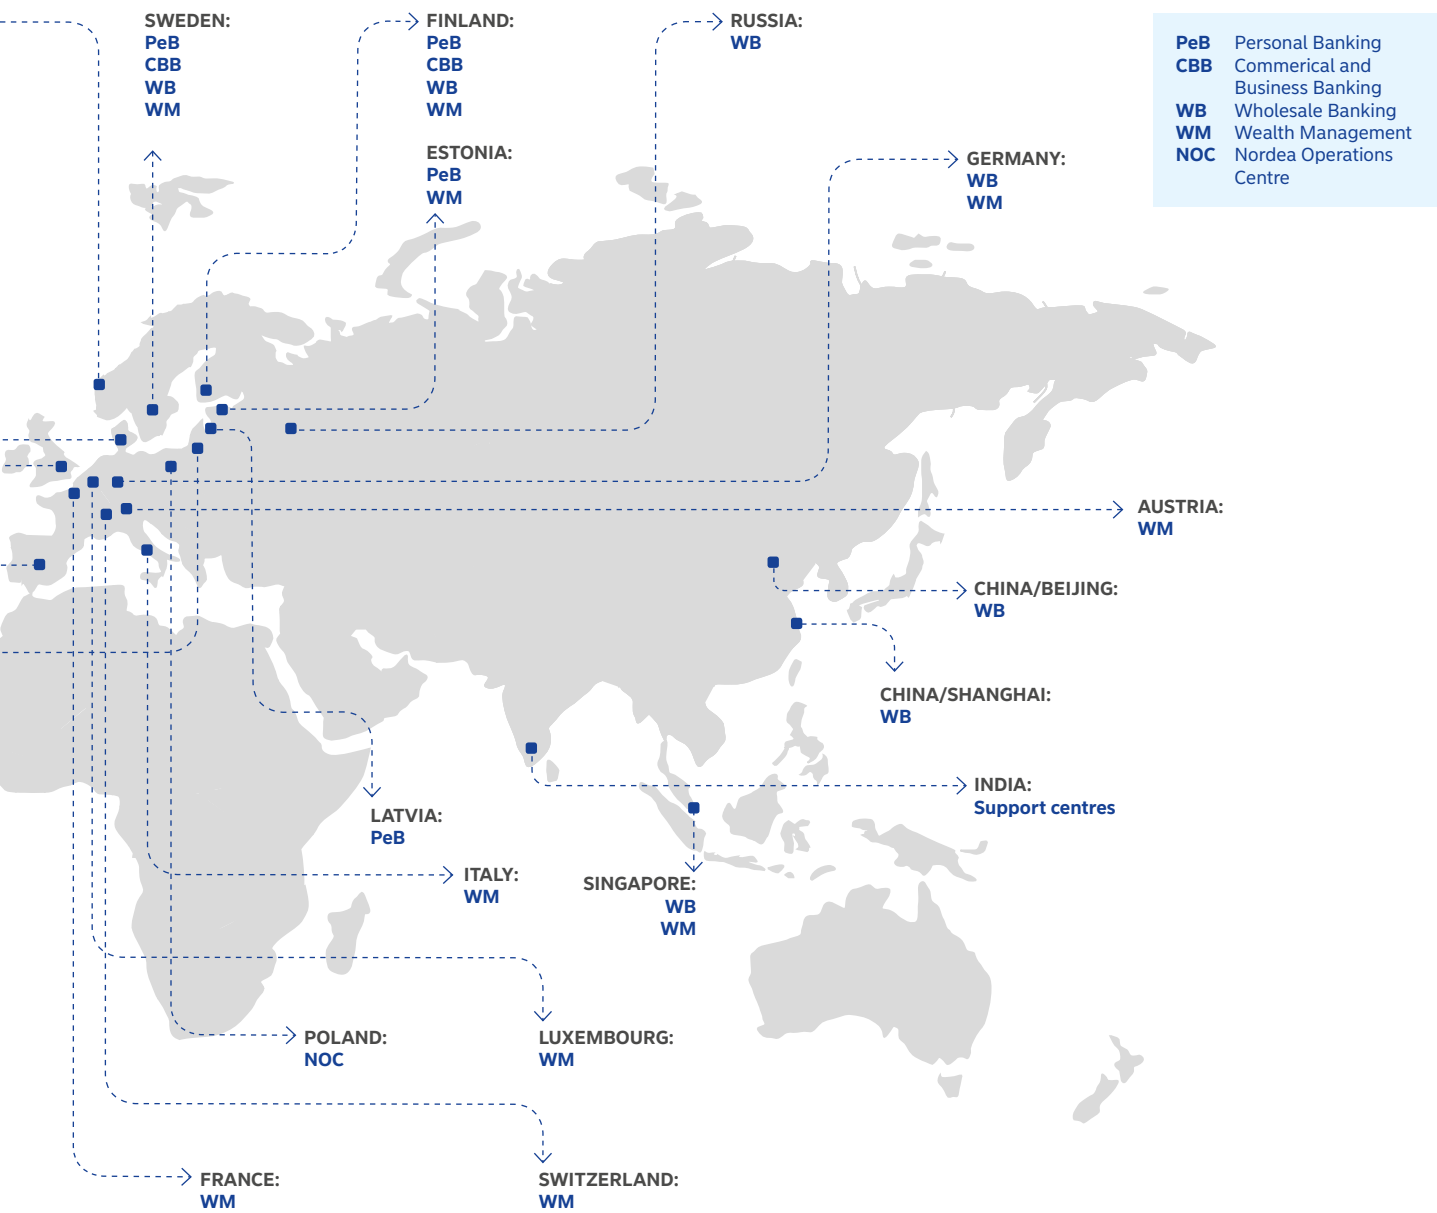 SWEDEN:
PeB
CBB
WB
WM
FINLAND:
PeB
CBB
WB
WM
ESTONIA:
PeB
WM
RUSSIA:
WB
GERMANY:
WB
WM
PeB Personal Banking
CBB Commerical and
Business Banking
WB Wholesale Banking
WM Wealth Management
NOC Nordea Operations
Centre
AUSTRIA:
WM
CHINA/BEIJING:
WB
CHINA/SHANGHAI:
WB
INDIA:
Support centres
LATVIA:
PeB
ITALY:
WM
SINGAPORE:
WB
WM
POLAND:
NOC
LUXEMBOURG:
WM
FRANCE:
WM
SWITZERLAND:
WM